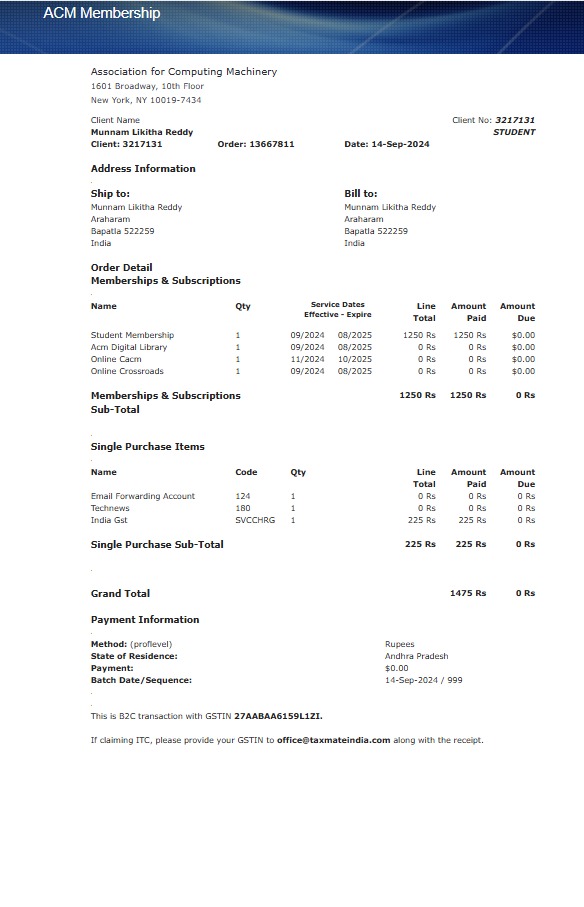 ACM Membership
Association for Computing Machinery
1601 Broadway, 10th Floor
New York, NY 10019-7434
Client Name Client No: 3217131
Munnam Likitha Reddy STUDENT
Client: 3217131 Order: 13667811 Date: 14-Sep-2024
Address Information
.
Ship to: Bill to:
Munnam Likitha Reddy Munnam Likitha Reddy
Araharam Araharam
Bapatla 522259 Bapatla 522259
India India
Order Detail
Memberships & Subscriptions
.
Name Qty Service Dates Line Amount Amount
Effective - Expire Total Paid Due
Student Membership 1 09/2024 08/2025 1250 Rs 1250 Rs $0.00
Acm Digital Library 1 09/2024 08/2025 0 Rs 0 Rs $0.00
Online Cacm 1 11/2024 10/2025 0 Rs 0 Rs $0.00
Online Crossroads 1 09/2024 08/2025 0 Rs 0 Rs $0.00
Memberships & Subscriptions 1250 Rs 1250 Rs 0 Rs
Sub-Total
.
Single Purchase Items
.
Name Code Qty Line Amount Amount
Total Paid Due
Email Forwarding Account 124 1 0 Rs 0 Rs 0 Rs
Technews 180 1 0 Rs 0 Rs 0 Rs
India Gst SVCCHRG 1 225 Rs 225 Rs 0 Rs
Single Purchase Sub-Total 225 Rs 225 Rs 0 Rs
.
Grand Total 1475 Rs 0 Rs
Payment Information
.
Method: (proflevel) Rupees
State of Residence: Andhra Pradesh
Payment: $0.00
Batch Date/Sequence: 14-Sep-2024 / 999
.
.
This is B2C transaction with GSTIN 27AABAA6159L1ZI.
If claiming ITC, please provide your GSTIN to office@taxmateindia.com along with the receipt.